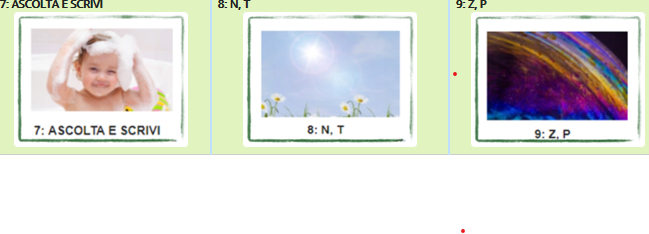 7: ASCOLTA E SCRIVI
8: N, T
9: Z, P
7: ASCOLTA E SCRIVI
8: N, T
9: Z, P